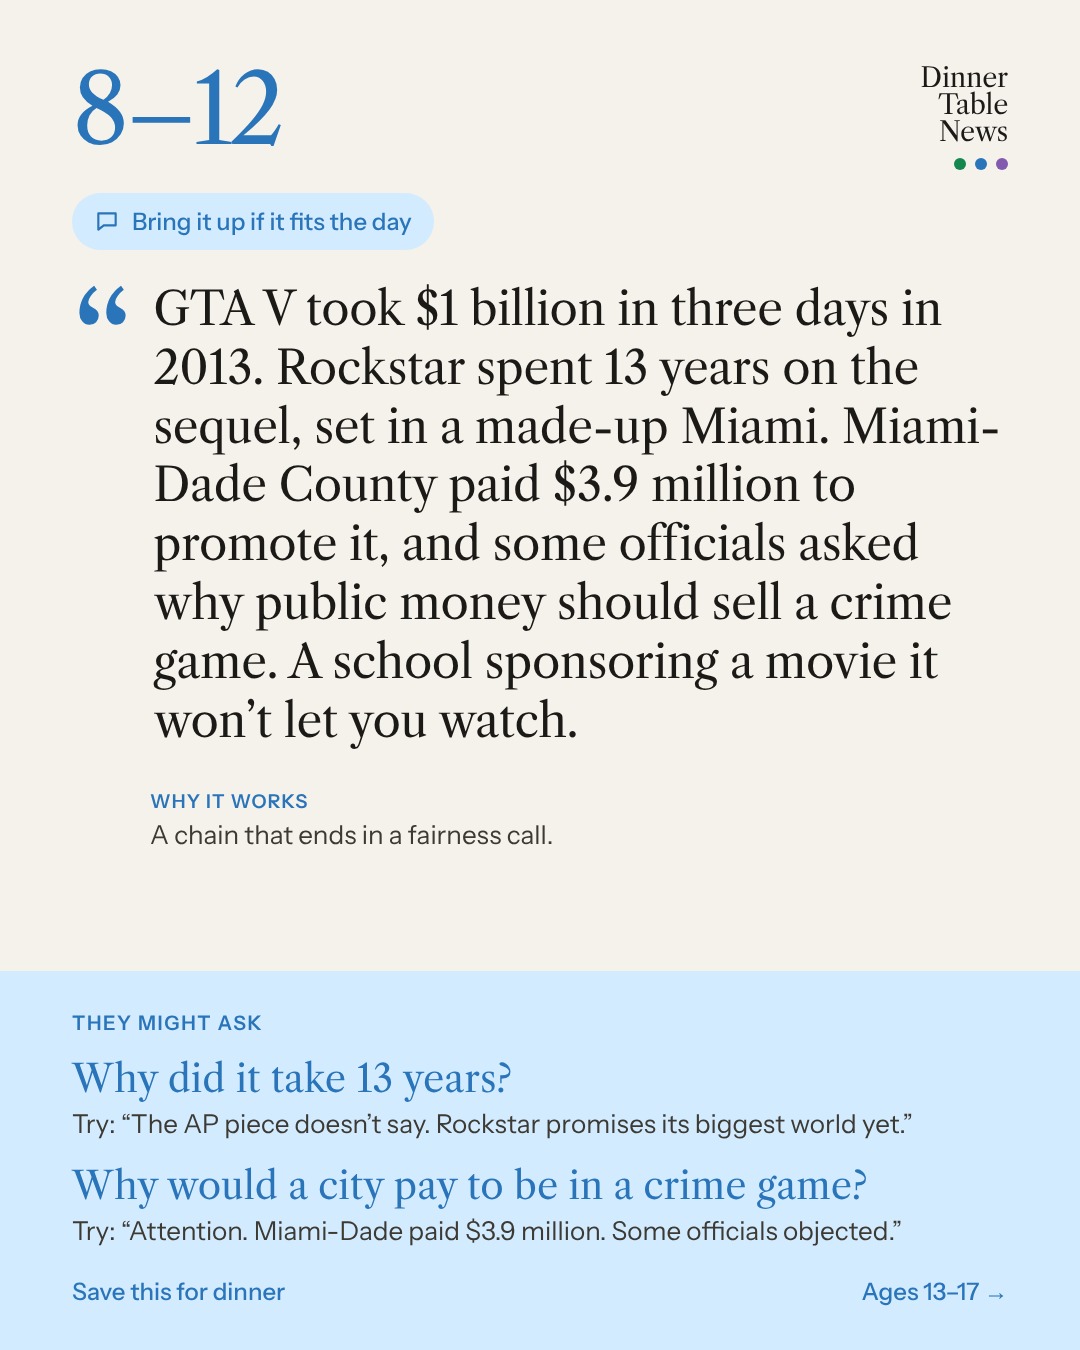 8–12
Dinner
Table
News
Bring it up if it fits the day
“ GTA V took $1 billion in three days in
2013. Rockstar spent 13 years on the
sequel, set in a made-up Miami. Miami-
Dade County paid $3.9 million to
promote it, and some officials asked
why public money should sell a crime
game. A school sponsoring a movie it
won’t let you watch.
WHY IT WORKS
A chain that ends in a fairness call.
THEY MIGHT ASK
Why did it take 13 years?
Try: “The AP piece doesn’t say. Rockstar promises its biggest world yet.”
Why would a city pay to be in a crime game?
Try: “Attention. Miami-Dade paid $3.9 million. Some officials objected.”
Save this for dinner
Ages 13–17 →